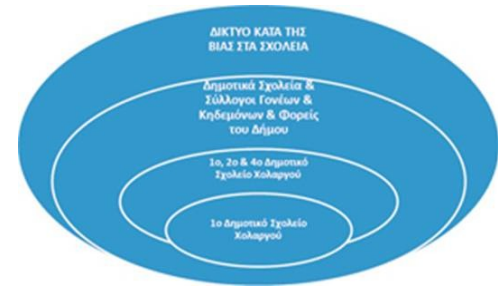 ΔΙΚΤΥΟ ΚΑΤΑ ΤΗΣ
ΒΙΑΣ ΣΤΑ ΣΧΟΛΕΙΑ
Δημοτικά Σχολεία &
Σύλλογοι Γονέων &
Κηδεμόνων & Φορείς
του Δήμου
1ο, 2ο & 4ο Δημοτικό
Σχολείο Χολαργού
1ο Δημοτικό Σχολείο
Χολαργού